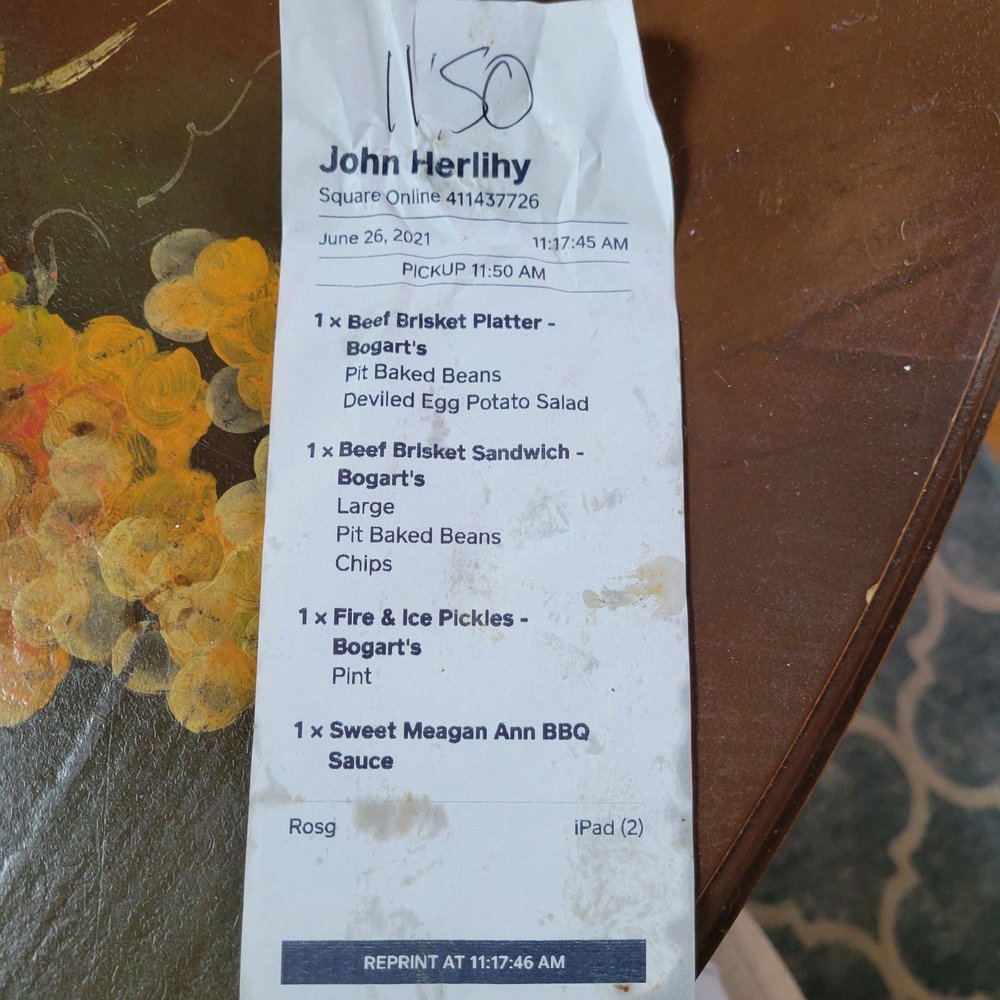 11:50
John Herlihy
Square Online 411437726
June 26, 2021 11:17:45 AM
PICKUP 11:50 AM
1 x Beef Brisket Platter -
Bogart's
Pit Baked Beans
Deviled Egg Potato Salad
1 x Beef Brisket Sandwich -
Bogart's
Large
Pit Baked Beans
Chips
1 x Fire & Ice Pickles -
Bogart's
Pint
1 x Sweet Meagan Ann BBQ
Sauce
Rosg iPad (2)
REPRINT AT 11:17:46 AM